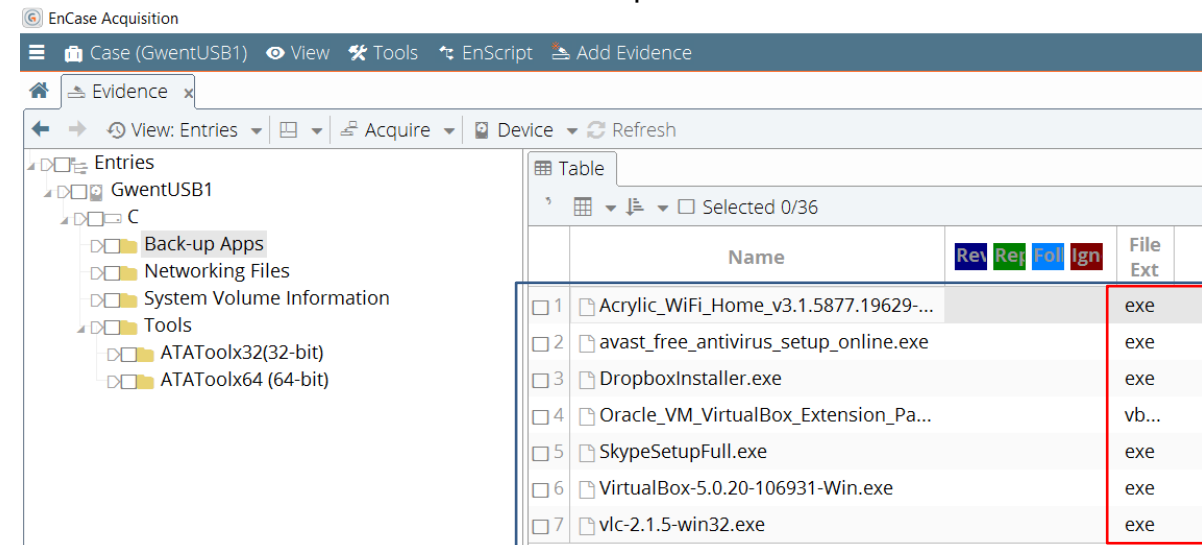 EnCase Acquisition
Case (GwentUSB1) View Tools EnScript Add Evidence
Evidence x
View: Entries Acquire Device Refresh
Entries
GwentUSB1
C
Back-up Apps
Networking Files
System Volume Information
Tools
ATAToolx32(32-bit)
ATAToolx64 (64-bit)
Table
Selected 0/36
Name Rev Rep Foll Ign File Ext
1 Acrylic_WiFi_Home_v3.1.5877.19629-... exe
2 avast_free_antivirus_setup_online.exe exe
3 DropboxInstaller.exe exe
4 Oracle_VM_VirtualBox_Extension_Pa... vb...
5 SkypeSetupFull.exe exe
6 VirtualBox-5.0.20-106931-Win.exe exe
7 vlc-2.1.5-win32.exe exe